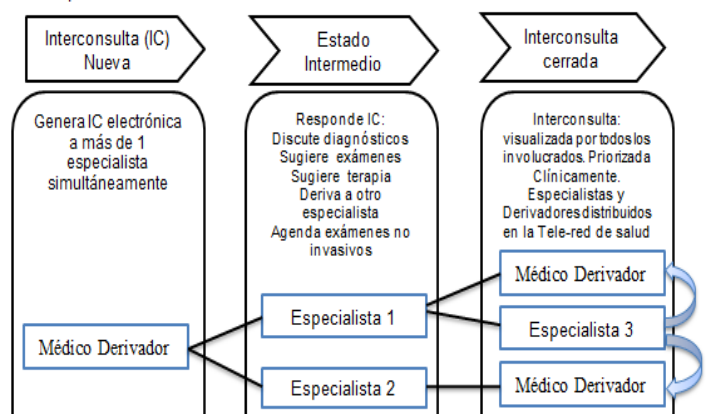 Interconsulta (IC)
Nueva
Estado
Intermedio
Interconsulta
cerrada
Genera IC electrónica
a más de 1
especialista
simultáneamente
Médico Derivador
Responde IC:
Discute diagnósticos
Sugiere exámenes
Sugiere terapia
Deriva a otro
especialista
Agenda exámenes no
invasivos
Especialista 1
Especialista 2
Interconsulta:
visualizada por todos los
involucrados. Priorizada
Clínicamente.
Especialistas y
Derivadores distribuidos
en la Tele-red de salud
Médico Derivador
Especialista 3
Médico Derivador